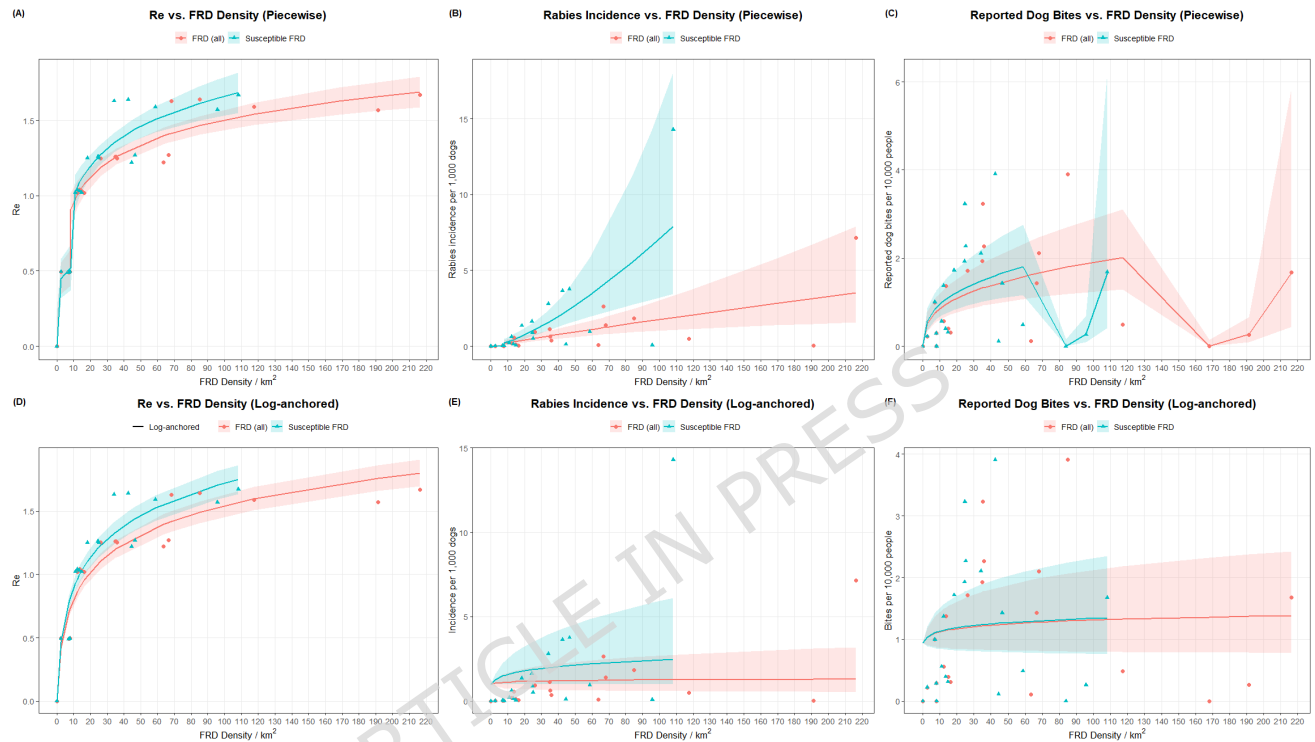 (A)
Re vs. FRD Density (Piecewise)
FRD (all) Susceptible FRD
Re
0.0
0.5
1.0
1.5
0 10 20 30 40 50 60 70 80 90 100 110 120 130 140 150 160 170 180 190 200 210 220
FRD Density / km²
(B)
Rabies Incidence vs. FRD Density (Piecewise)
FRD (all) Susceptible FRD
Rabies incidence per 1,000 dogs
0
5
10
15
0 10 20 30 40 50 60 70 80 90 100 110 120 130 140 150 160 170 180 190 200 210 220
FRD Density / km²
(C)
Reported Dog Bites vs. FRD Density (Piecewise)
FRD (all) Susceptible FRD
Reported dog bites per 10,000 people
0
2
4
6
0 10 20 30 40 50 60 70 80 90 100 110 120 130 140 150 160 170 180 190 200 210 220
FRD Density / km²
(D)
Re vs. FRD Density (Log-anchored)
Log-anchored FRD (all) Susceptible FRD
Re
0.0
0.5
1.0
1.5
0 10 20 30 40 50 60 70 80 90 100 110 120 130 140 150 160 170 180 190 200 210 220
FRD Density / km²
(E)
Rabies Incidence vs. FRD Density (Log-anchored)
FRD (all) Susceptible FRD
Incidence per 1,000 dogs
0
5
10
15
0 10 20 30 40 50 60 70 80 90 100 110 120 130 140 150 160 170 180 190 200 210 220
FRD Density / km²
(F)
Reported Dog Bites vs. FRD Density (Log-anchored)
FRD (all) Susceptible FRD
Bites per 10,000 people
0
1
2
3
4
0 10 20 30 40 50 60 70 80 90 100 110 120 130 140 150 160 170 180 190 200 210 220
FRD Density / km²
ARTICLE IN PRESS